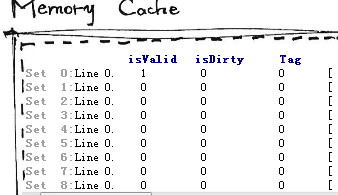 Memory Cache
isValid isDirty Tag
Set 0:Line 0. 1 0 0 [
Set 1:Line 0. 0 0 0 [
Set 2:Line 0. 0 0 0 [
Set 3:Line 0. 0 0 0 [
Set 4:Line 0. 0 0 0 [
Set 5:Line 0. 0 0 0 [
Set 6:Line 0. 0 0 0 [
Set 7:Line 0. 0 0 0 [
Set 8:Line 0. 0 0 0 [